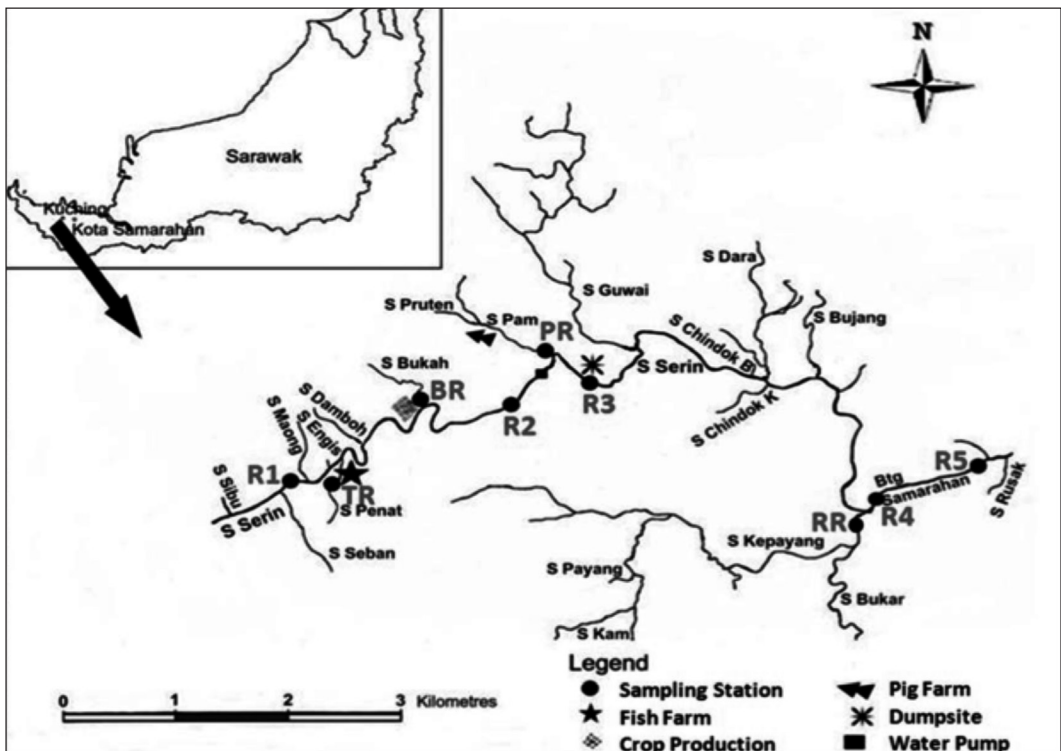 N
Sarawak
Kuching
Kota Samarahan
S Dara
S Guwai
S Bujang
S Pruten
S Pam
PR
S Chindok B
S Serin
S Bukah
BR
R3
R2
S Chindok K
S Damboh
S Engis
S Maong
R1
S Sibu
TR
S Serin
S Penat
S Seban
R5
Btg
Samarahan
S Rusak
R4
RR
S Kepayang
S Payang
S Bukar
S Kam
Legend
Sampling Station
Pig Farm
Fish Farm
Dumpsite
Crop Production
Water Pump
0 1 2 3 Kilometres